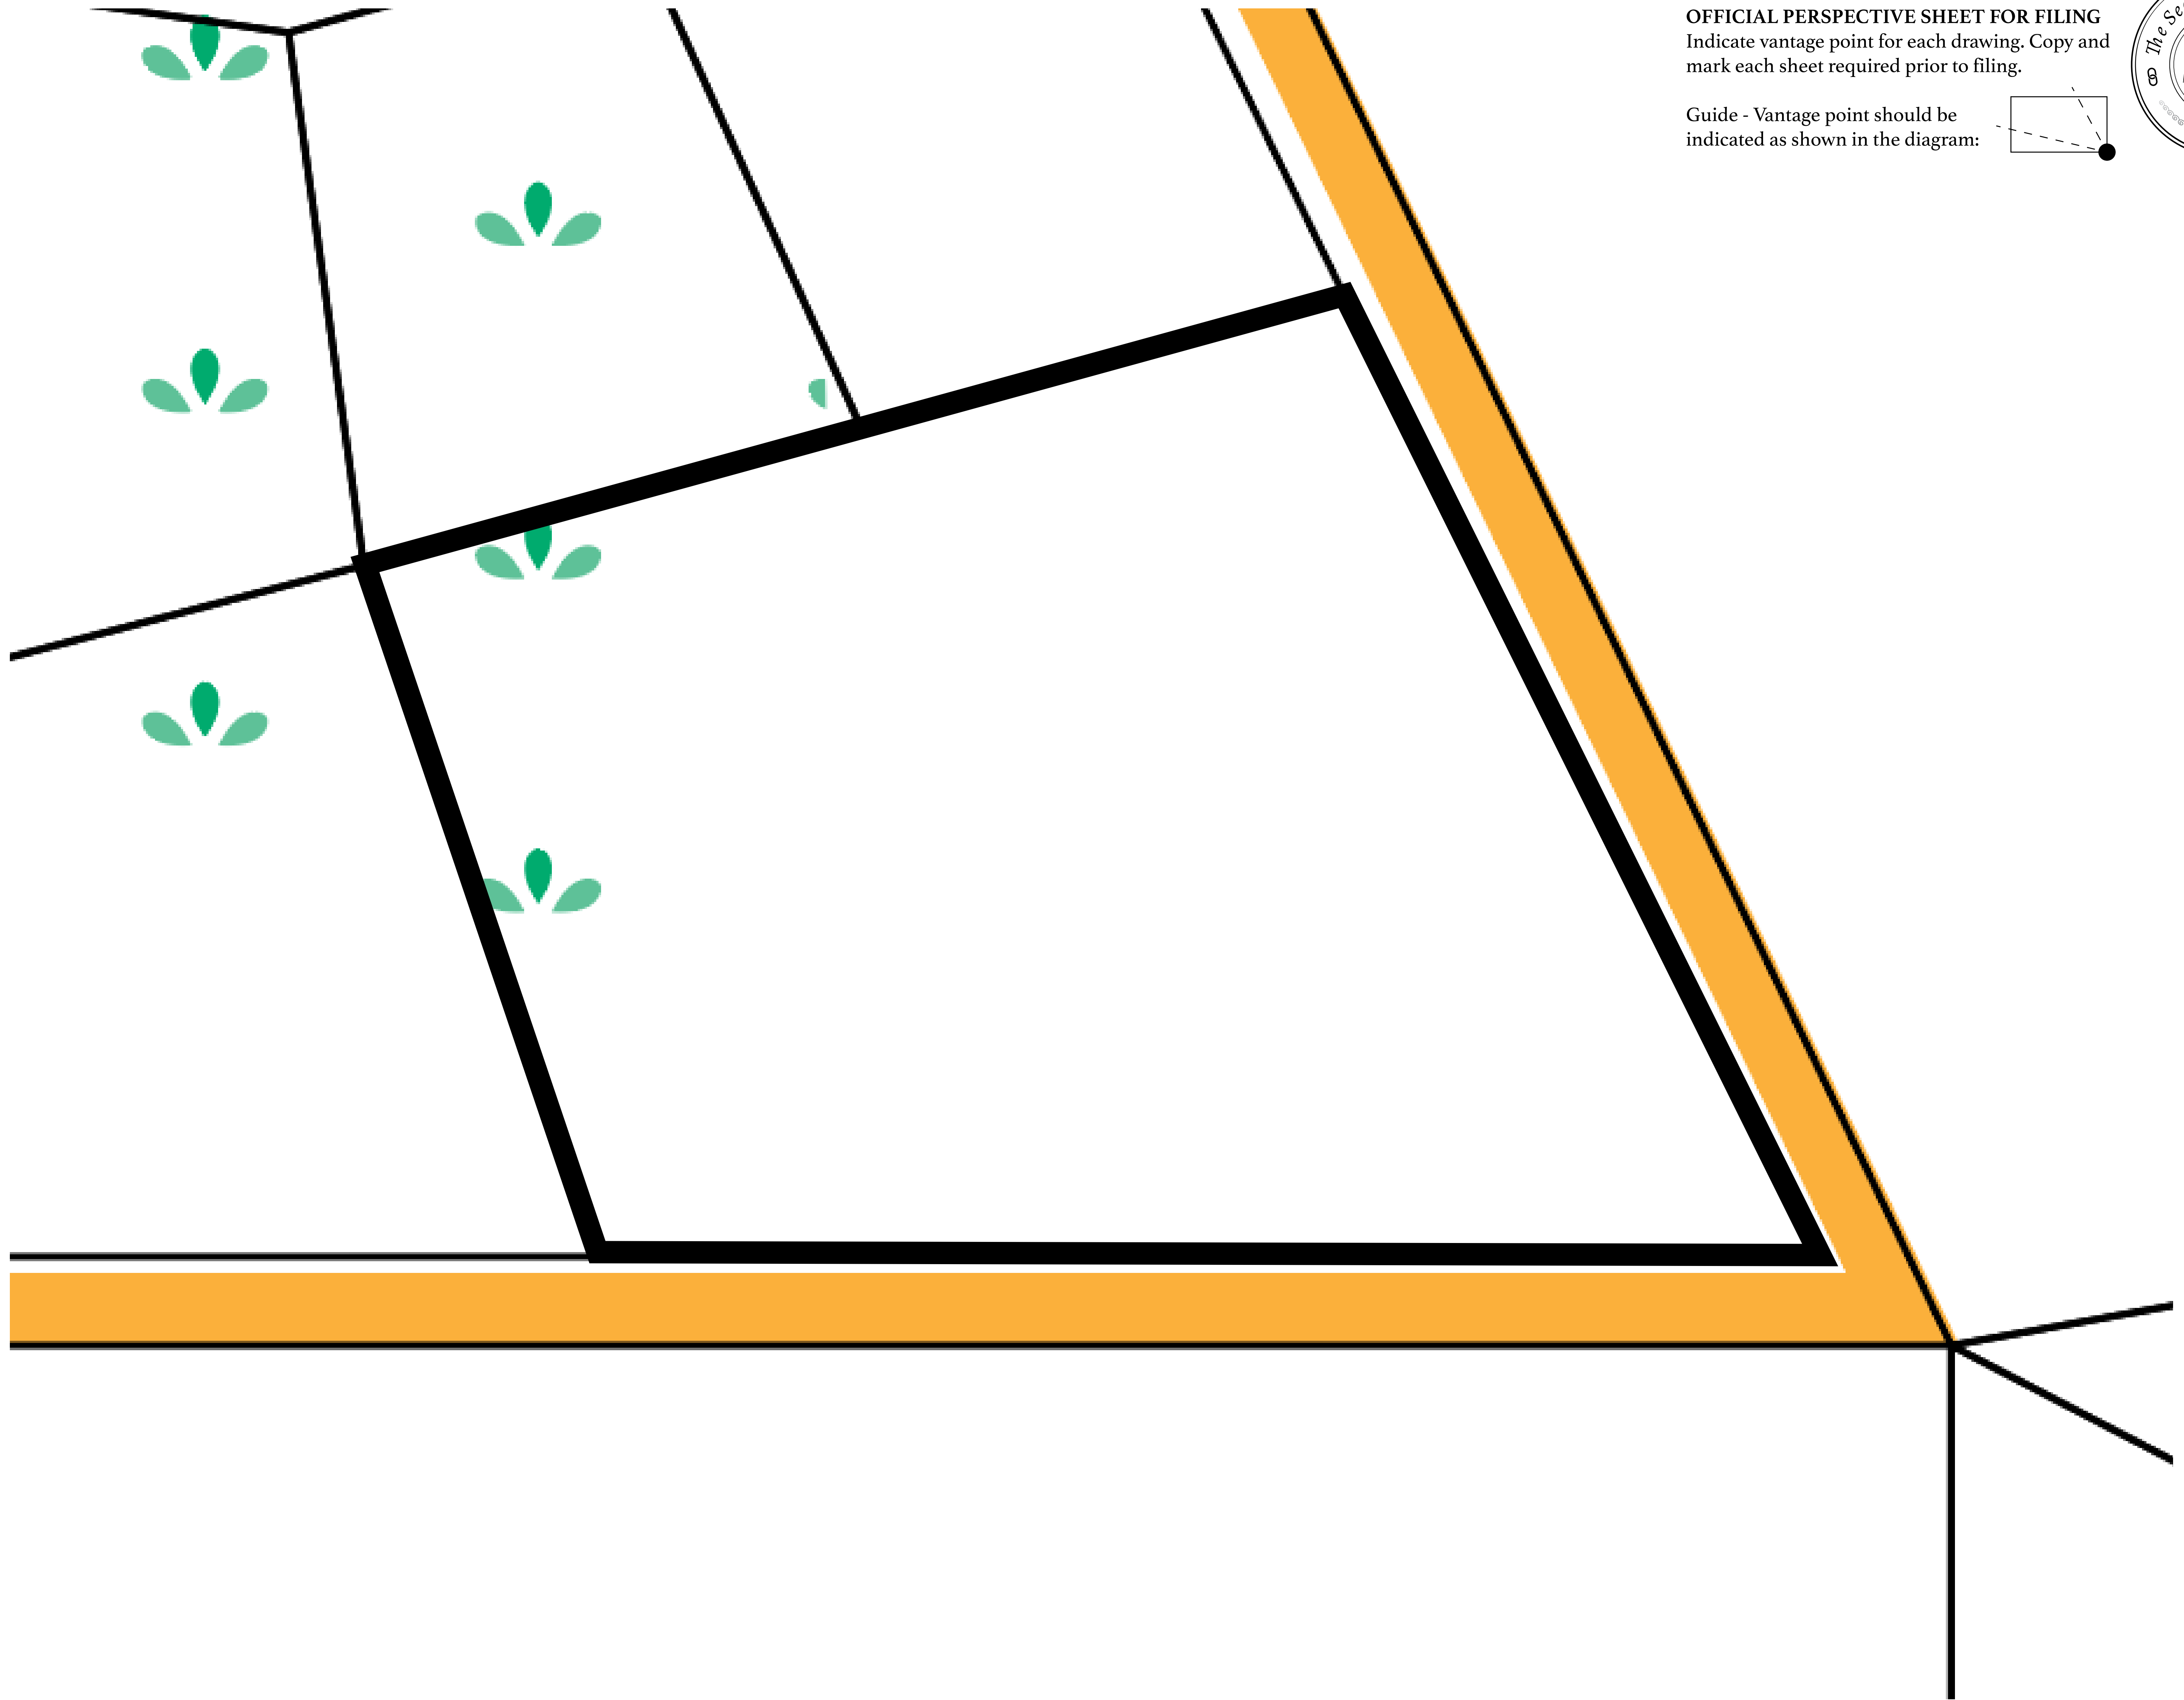 OFFICIAL PERSPECTIVE SHEET FOR FILING
Indicate vantage point for each drawing. Copy and
mark each sheet required prior to filing.
Guide - Vantage point should be
indicated as shown in the diagram:
The